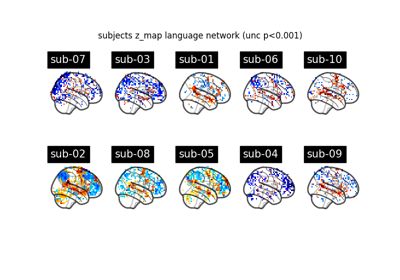 subjects z_map language network (unc p<0.001)
sub-07 sub-03 sub-01 sub-06 sub-10
sub-02 sub-08 sub-05 sub-04 sub-09